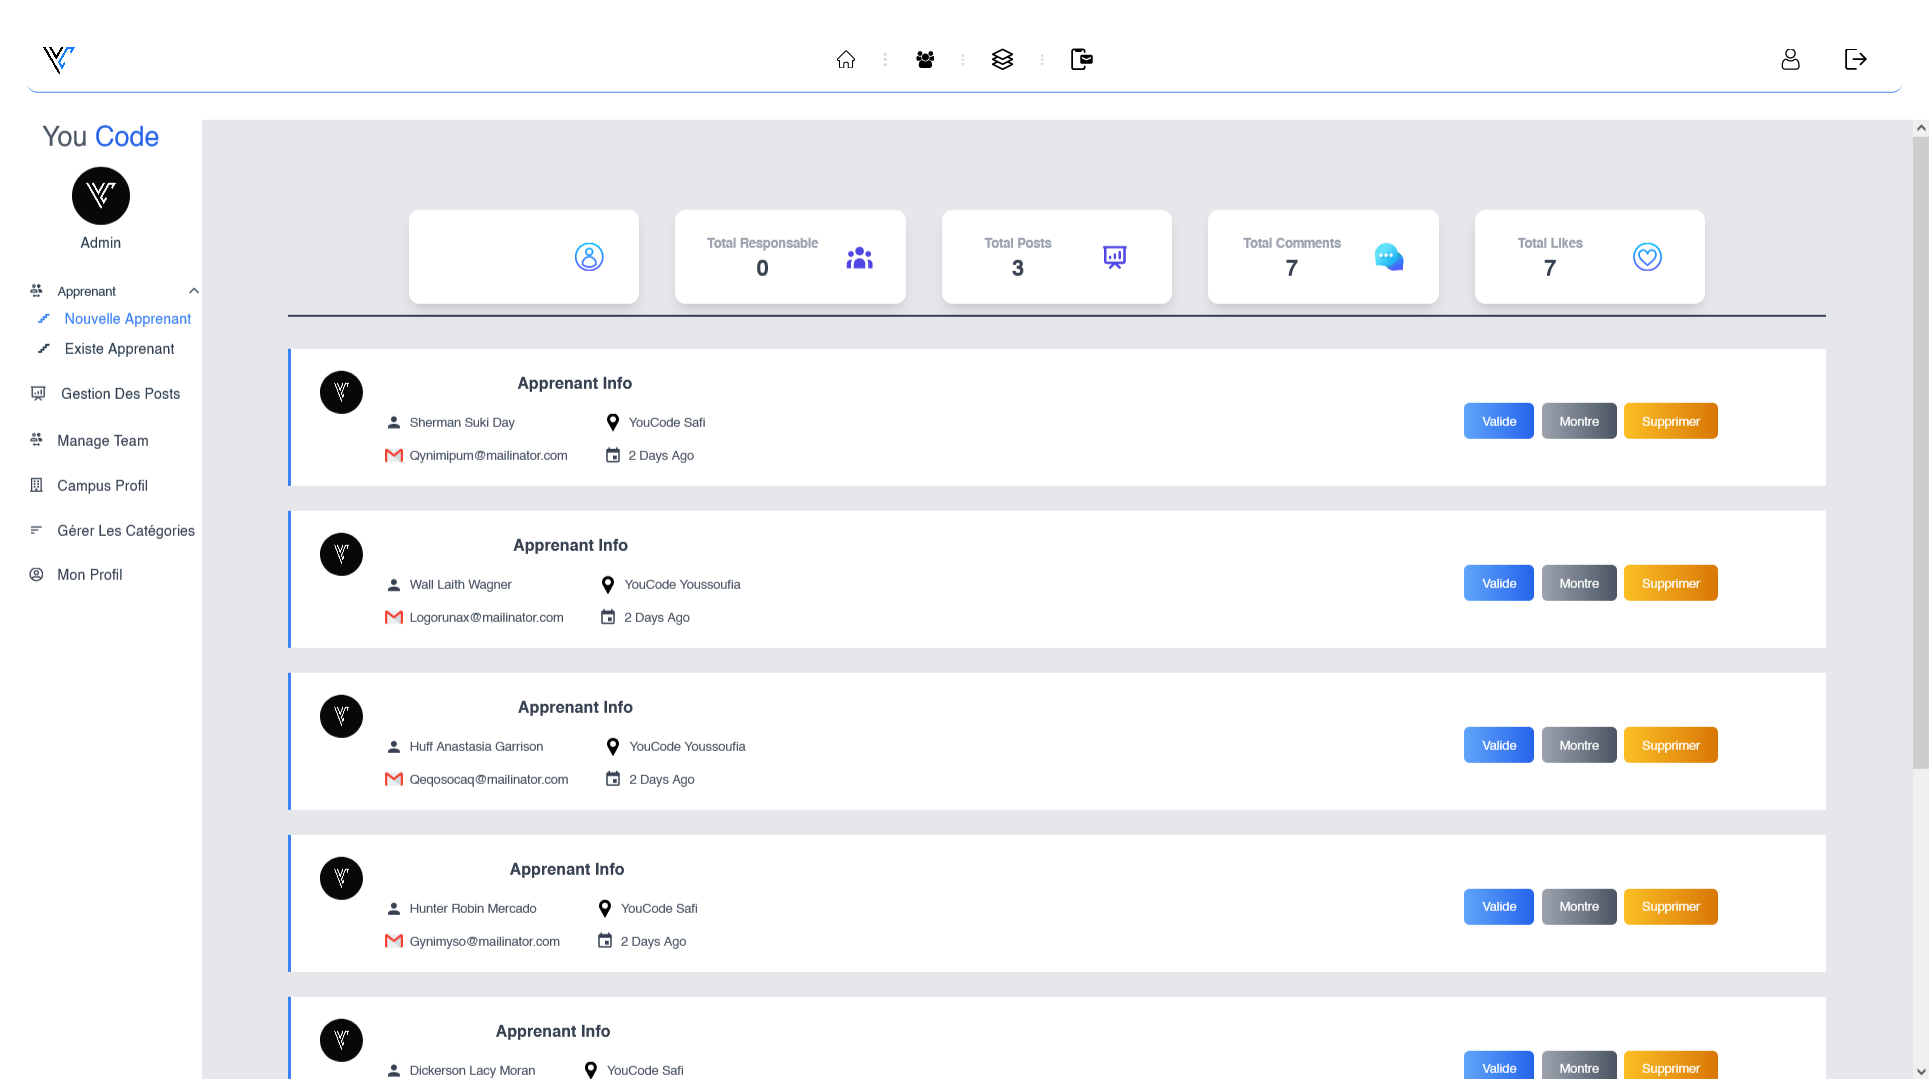 You Code
Admin
Apprenant
Nouvelle Apprenant
Existe Apprenant
Gestion Des Posts
Manage Team
Campus Profil
Gérer Les Catégories
Mon Profil
Total Responsable
0
Total Posts
3
Total Comments
7
Total Likes
7
Apprenant Info
Sherman Suki Day YouCode Safi
Qynimipum@mailinator.com 2 Days Ago
Valide Montre Supprimer
Apprenant Info
Wall Laith Wagner YouCode Youssoufia
Logorunax@mailinator.com 2 Days Ago
Valide Montre Supprimer
Apprenant Info
Huff Anastasia Garrison YouCode Youssoufia
Qeqosocaq@mailinator.com 2 Days Ago
Valide Montre Supprimer
Apprenant Info
Hunter Robin Mercado YouCode Safi
Gynimyso@mailinator.com 2 Days Ago
Valide Montre Supprimer
Apprenant Info
Dickerson Lacy Moran YouCode Safi
Valide Montre Supprimer